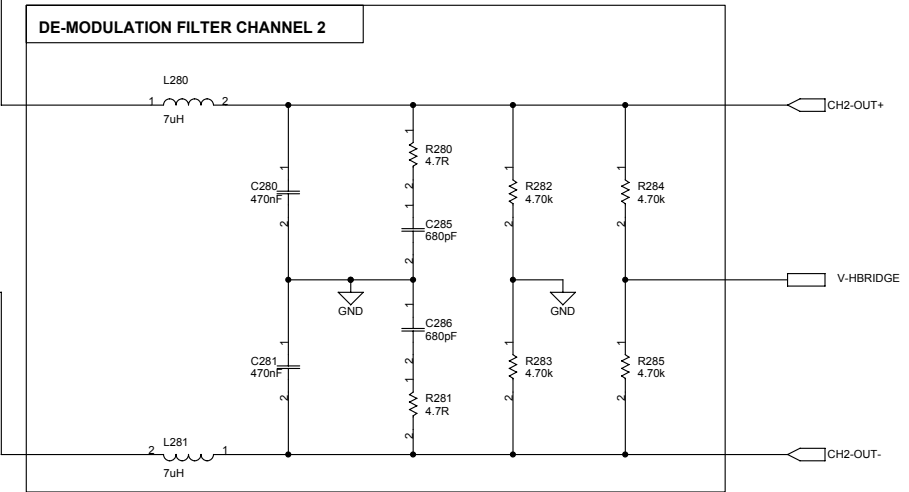 DE-MODULATION FILTER CHANNEL 2
L280
1 2
7uH
CH2-OUT+
1
R280
4.7R
2
1
C280
470nF
2
1
C285
680pF
2
1
R282
4.70k
2
1
R284
4.70k
2
GND
GND
V-HBRIDGE
1
C286
680pF
2
1
C281
470nF
2
1
R281
4.7R
2
1
R283
4.70k
2
1
R285
4.70k
2
L281
2 1
7uH
CH2-OUT-